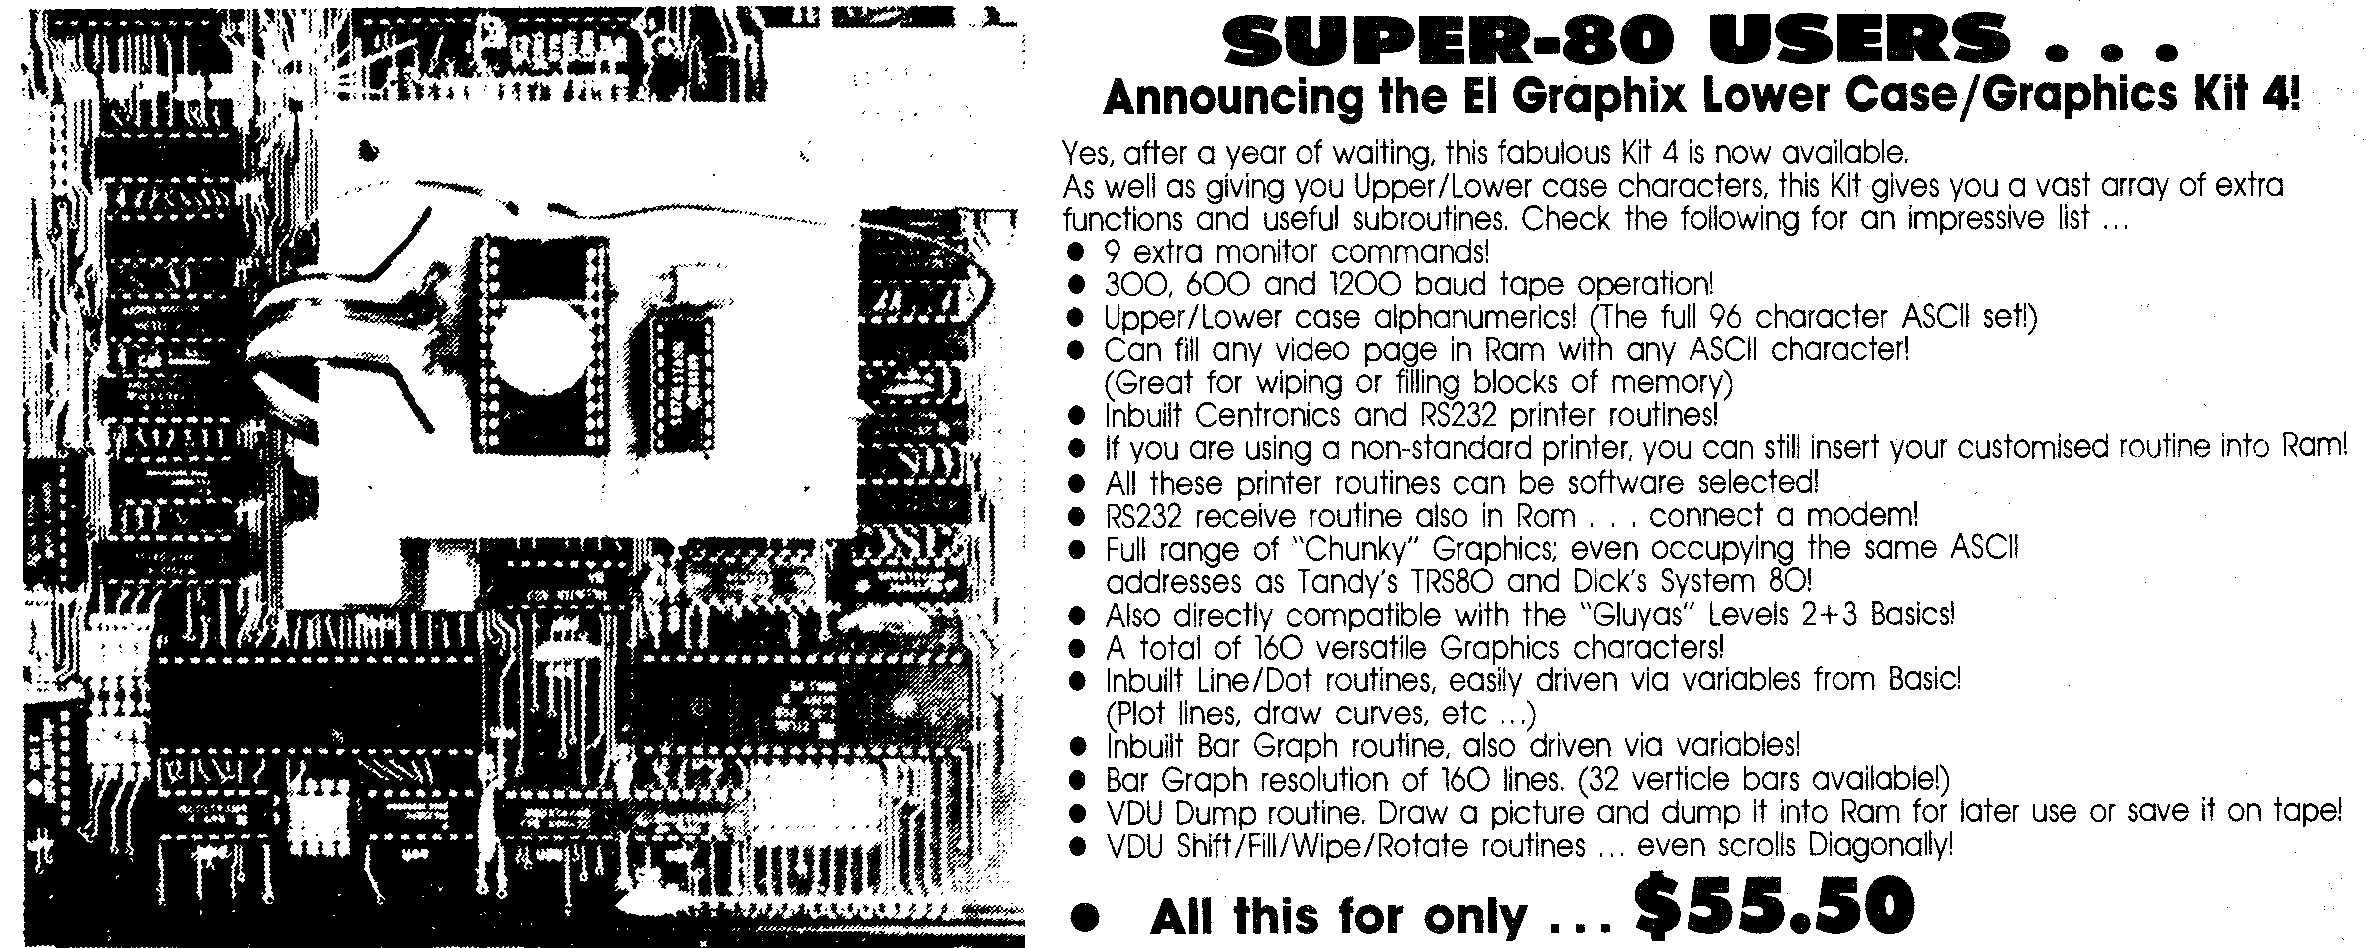 SUPER-80 USERS . . .
Announcing the El Graphix Lower Case/Graphics Kit 4!
Yes, after a year of waiting, this fabulous Kit 4 is now available.
As well as giving you Upper/Lower case characters, this Kit gives you a vast array of extra
functions and useful subroutines. Check the following for an impressive list ...
● 9 extra monitor commands!
● 300, 600 and 1200 baud tape operation!
● Upper/Lower case alphanumerics! (The full 96 character ASCII set!)
● Can fill any video page in Ram with any ASCII character!
(Great for wiping or filling blocks of memory)
● Inbuilt Centronics and RS232 printer routines!
● If you are using a non-standard printer, you can still insert your customised routine into Ram!
● All these printer routines can be software selected!
● RS232 receive routine also in Rom . . . connect a modem!
● Full range of "Chunky" Graphics; even occupying the same ASCII
addresses as Tandy's TRS80 and Dick's System 80!
● Also directly compatible with the "Gluyas" Levels 2+3 Basics!
● A total of 160 versatile Graphics characters!
● Inbuilt Line/Dot routines, easily driven via variables from Basic!
(Plot lines, draw curves, etc ...)
● Inbuilt Bar Graph routine, also driven via variables!
● Bar Graph resolution of 160 lines. (32 verticle bars available!)
● VDU Dump routine. Draw a picture and dump it into Ram for later use or save it on tape!
● VDU Shift/Fill/Wipe/Rotate routines ... even scrolls Diagonally!
● All this for only ... $55.50